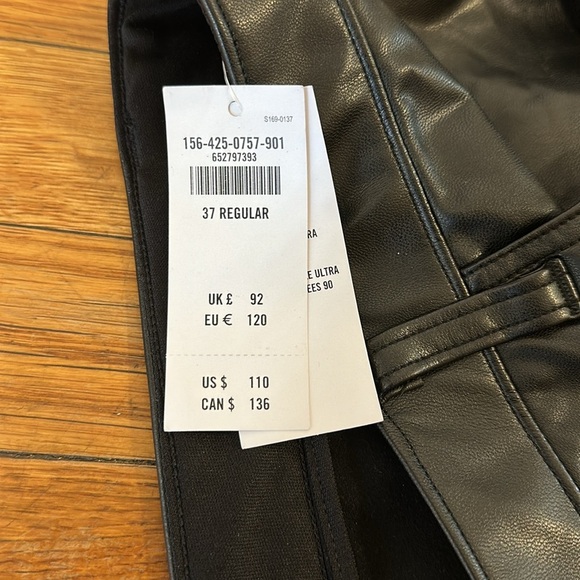 S169-0137
156-425-0757-901
652797393
37 REGULAR
RA
E ULTRA
EES 90
UK £ 92
EU € 120
US $ 110
CAN $ 136